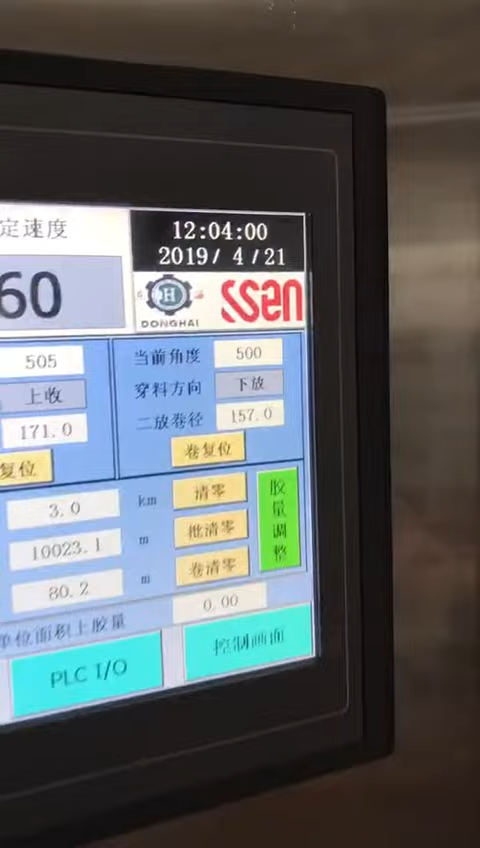 定速度
12:04:00
2019/ 4/21
60
H
DONGHAI
SSEN
505
当前角度
500
上收
穿料方向
下放
171.0
二放卷径
157.0
复位
卷复位
3.0
km
清零
胶量调整
10023.1
m
批清零
80.2
m
卷清零
单位面积上胶量
0.00
PLC I/O
控制画面